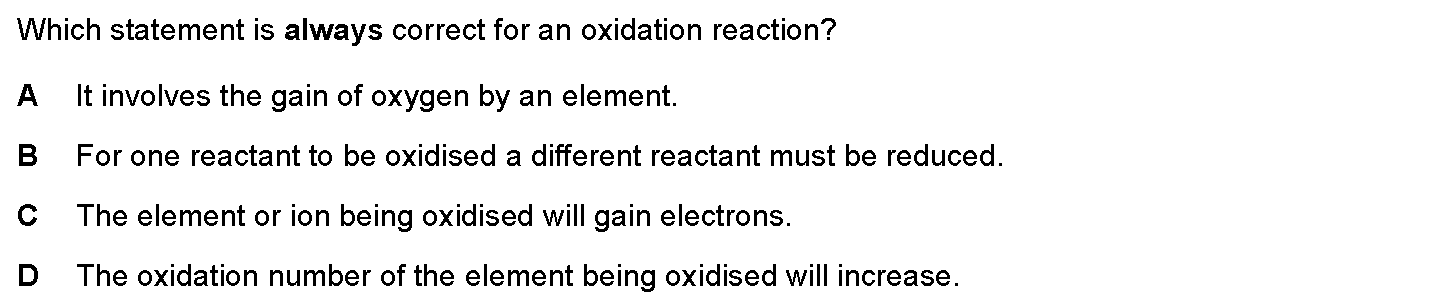 Which statement is always correct for an oxidation reaction?
A It involves the gain of oxygen by an element.
B For one reactant to be oxidised a different reactant must be reduced.
C The element or ion being oxidised will gain electrons.
D The oxidation number of the element being oxidised will increase.